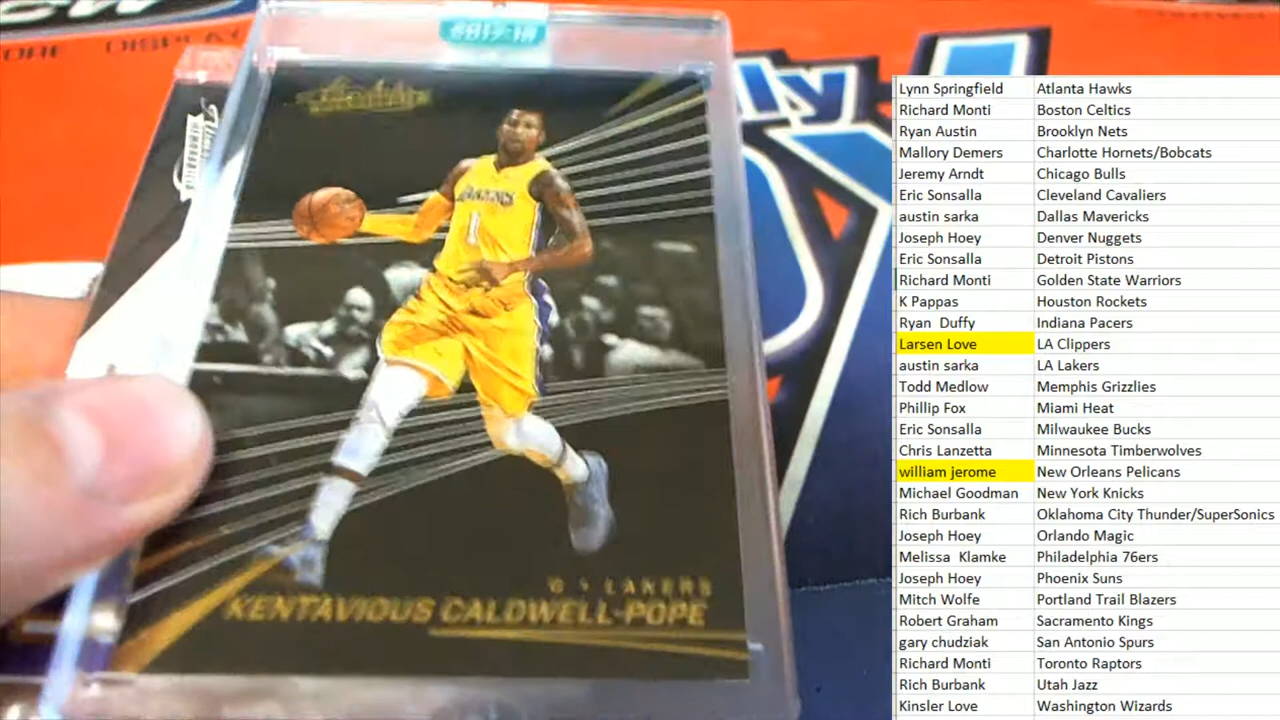 2017-18
Absolute
LAKERS
1
G • LAKERS
KENTAVIOUS CALDWELL-POPE
ly
Lynn Springfield Atlanta Hawks
Richard Monti Boston Celtics
Ryan Austin Brooklyn Nets
Mallory Demers Charlotte Hornets/Bobcats
Jeremy Arndt Chicago Bulls
Eric Sonsalla Cleveland Cavaliers
austin sarka Dallas Mavericks
Joseph Hoey Denver Nuggets
Eric Sonsalla Detroit Pistons
Richard Monti Golden State Warriors
K Pappas Houston Rockets
Ryan  Duffy Indiana Pacers
Larsen Love LA Clippers
austin sarka LA Lakers
Todd Medlow Memphis Grizzlies
Phillip Fox Miami Heat
Eric Sonsalla Milwaukee Bucks
Chris Lanzetta Minnesota Timberwolves
william jerome New Orleans Pelicans
Michael Goodman New York Knicks
Rich Burbank Oklahoma City Thunder/SuperSonics
Joseph Hoey Orlando Magic
Melissa  Klamke Philadelphia 76ers
Joseph Hoey Phoenix Suns
Mitch Wolfe Portland Trail Blazers
Robert Graham Sacramento Kings
gary chudziak San Antonio Spurs
Richard Monti Toronto Raptors
Rich Burbank Utah Jazz
Kinsler Love Washington Wizards